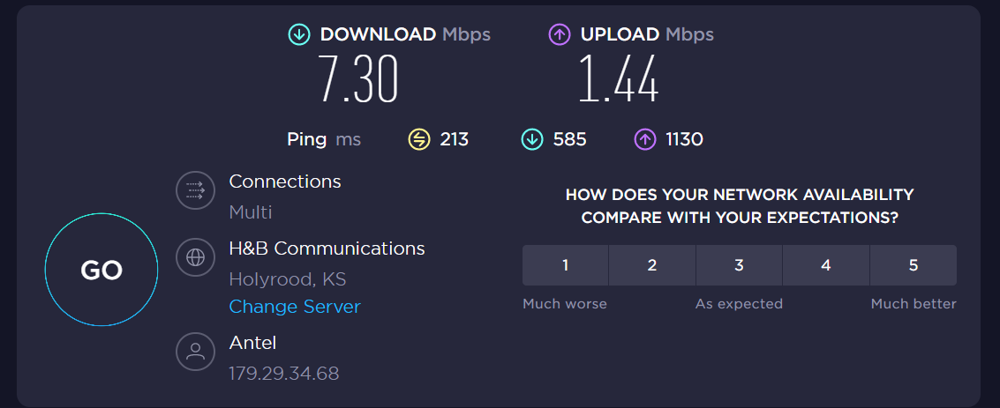 DOWNLOAD Mbps
7.30
UPLOAD Mbps
1.44
Ping ms 213 585 1130
Connections
Multi
H&B Communications
Holyrood, KS
Change Server
Antel
179.29.34.68
GO
HOW DOES YOUR NETWORK AVAILABILITY
COMPARE WITH YOUR EXPECTATIONS?
1 2 3 4 5
Much worse As expected Much better